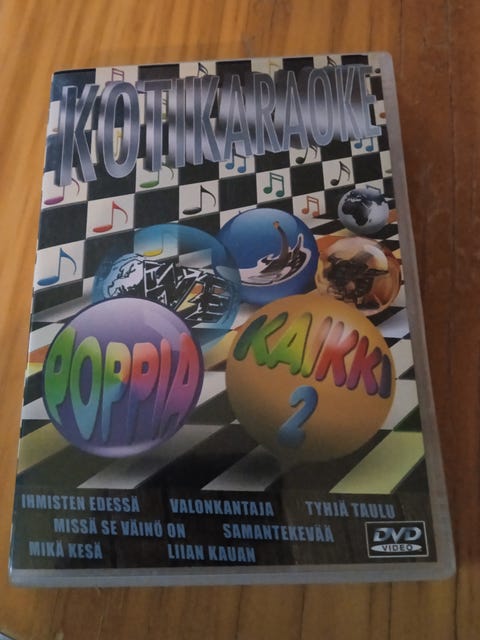 KOTIKARAOKE
POPPIA
KAIKKI
2
IHMISTEN EDESSÄ VALONKANTAJA TYHJÄ TAULU
MISSÄ SE VÄINÖ ON SAMANTEKEVÄÄ
MIKÄ KESÄ LIIAN KAUAN
DVD
VIDEO